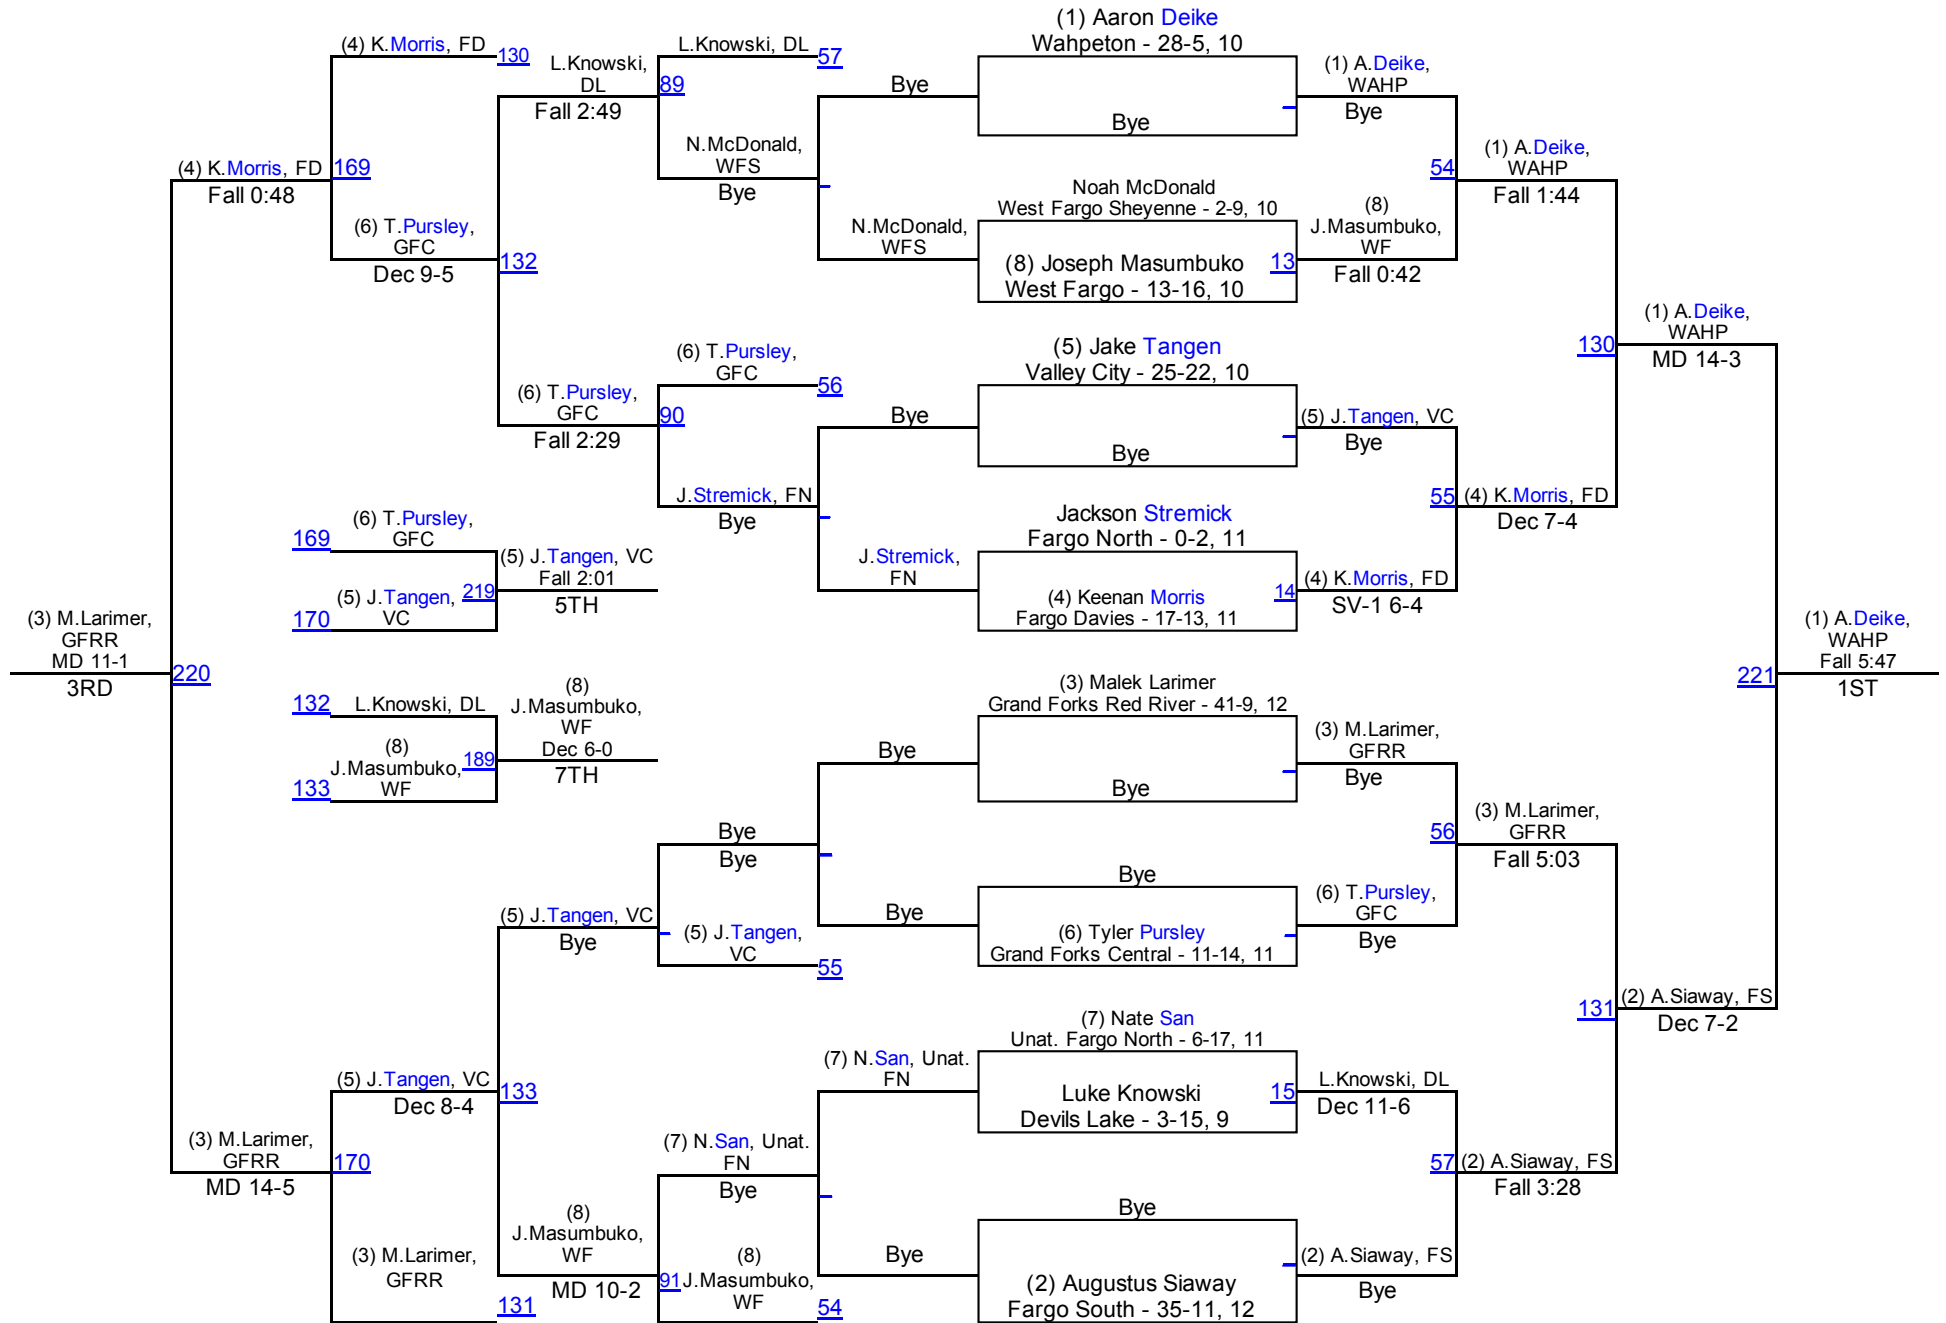 (1) Aaron Deike
Wahpeton - 28-5, 10
Bye
Noah McDonald
West Fargo Sheyenne - 2-9, 10
(8) Joseph Masumbuko
West Fargo - 13-16, 10
13
(5) Jake Tangen
Valley City - 25-22, 10
Bye
Jackson Stremick
Fargo North - 0-2, 11
(4) Keenan Morris
Fargo Davies - 17-13, 11
14
(3) Malek Larimer
Grand Forks Red River - 41-9, 12
Bye
Bye
(6) Tyler Pursley
Grand Forks Central - 11-14, 11
(7) Nate San
Unat. Fargo North - 6-17, 11
Luke Knowski
Devils Lake - 3-15, 9
15
Bye
(2) Augustus Siaway
Fargo South - 35-11, 12
(1) A.Deike,
WAHP
Bye
54
(8)
J.Masumbuko,
WF
Fall 0:42
(5) J.Tangen, VC
Bye
55
(4) K.Morris, FD
SV-1 6-4
(3) M.Larimer,
GFRR
Bye
56
(6) T.Pursley,
GFC
Bye
L.Knowski, DL
Dec 11-6
57
(2) A.Siaway, FS
Bye
(1) A.Deike,
WAHP
Fall 1:44
130
(4) K.Morris, FD
Dec 7-4
(3) M.Larimer,
GFRR
Fall 5:03
131
(2) A.Siaway, FS
Fall 3:28
(1) A.Deike,
WAHP
MD 14-3
221
(2) A.Siaway, FS
Dec 7-2
(1) A.Deike,
WAHP
Fall 5:47
1ST
Bye
N.McDonald,
WFS
Bye
J.Stremick,
FN
Bye
Bye
(7) N.San, Unat.
FN
Bye
L.Knowski, DL
57
89
N.McDonald,
WFS
Bye
(6) T.Pursley,
GFC
56
90
J.Stremick, FN
Bye
Bye
Bye
(5) J.Tangen,
VC
55
(7) N.San, Unat.
FN
Bye
91
(8)
J.Masumbuko,
WF
54
L.Knowski,
DL
Fall 2:49
132
(6) T.Pursley,
GFC
Fall 2:29
(5) J.Tangen, VC
Bye
133
(8)
J.Masumbuko,
WF
MD 10-2
(4) K.Morris, FD
130
169
(6) T.Pursley,
GFC
Dec 9-5
(5) J.Tangen, VC
Dec 8-4
170
(3) M.Larimer,
GFRR
131
(4) K.Morris, FD
Fall 0:48
220
(3) M.Larimer,
GFRR
MD 14-5
(3) M.Larimer,
GFRR
MD 11-1
3RD
169
(6) T.Pursley,
GFC
170
(5) J.Tangen,
VC
219
(5) J.Tangen, VC
Fall 2:01
5TH
132
L.Knowski, DL
133
(8)
J.Masumbuko,
WF
189
(8)
J.Masumbuko,
WF
Dec 6-0
7TH